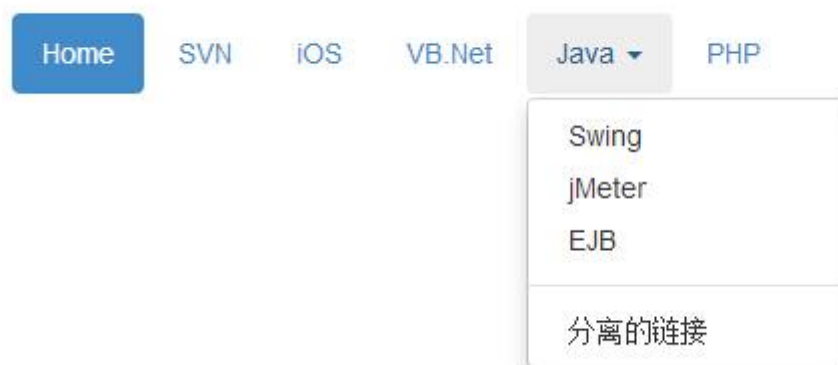 Home SVN iOS VB.Net Java PHP
Swing
jMeter
EJB
分离的链接